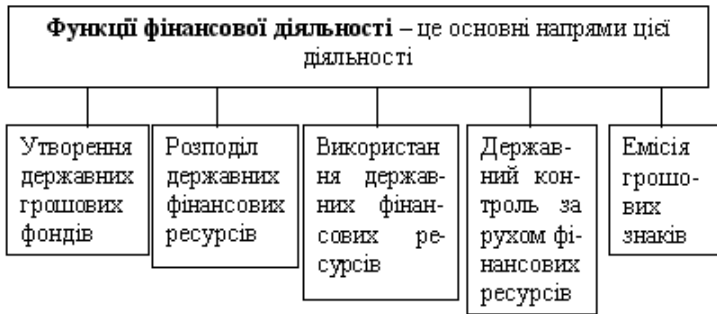 Функції фінансової діяльності – це основні напрями цієї
діяльності
Утворення
державних
грошових
фондів
Розподіл
державних
фінансових
ресурсів
Використан
ня держав-
них фінан-
сових ре-
сурсів
Держав-
ний кон-
троль за
рухом фі-
нансових
ресурсів
Емісія
грошо-
вих
знаків